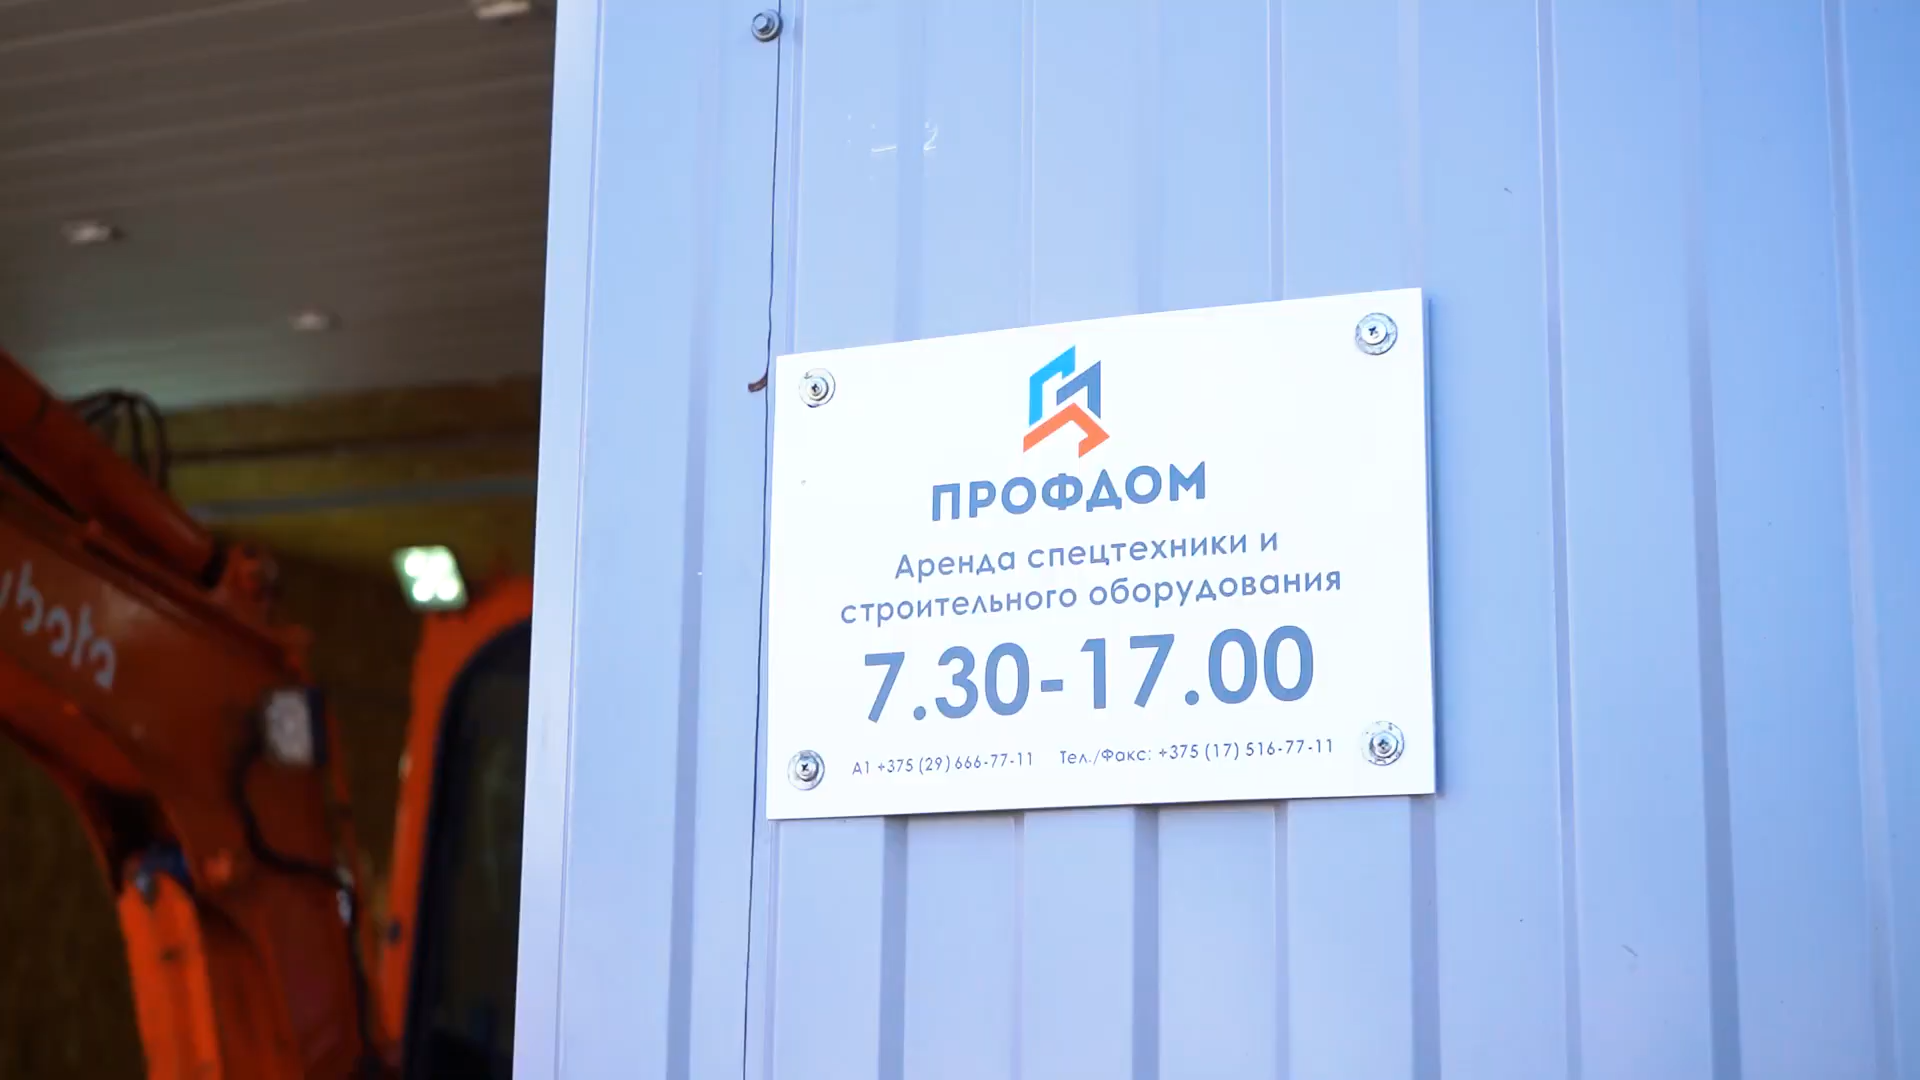 ПРОФДОМ
Аренда спецтехники и
строительного оборудования
7.30-17.00
А1 +375 (29) 666-77-11 Тел./Факс: +375 (17) 516-77-11